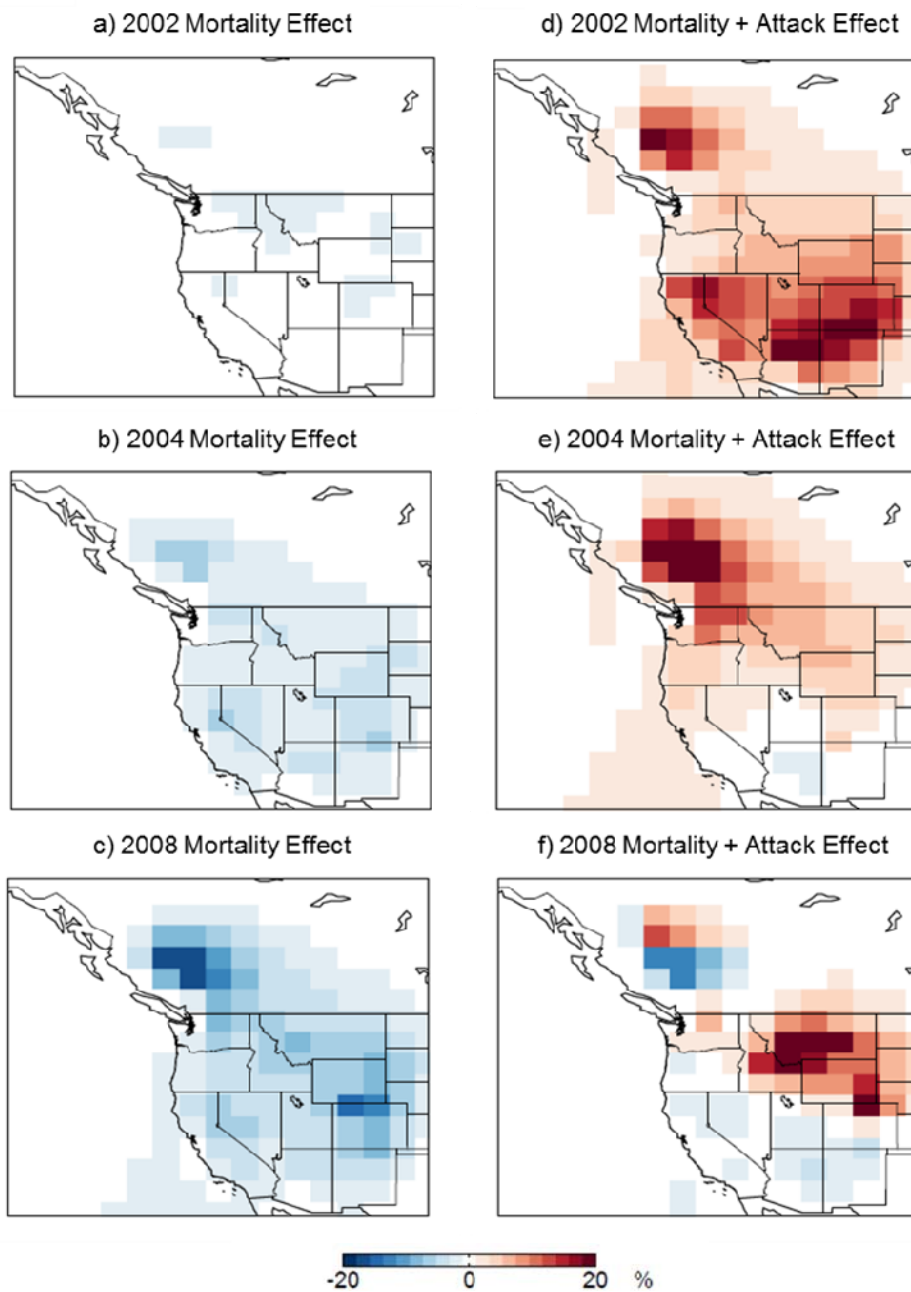 a) 2002 Mortality Effect
d) 2002 Mortality + Attack Effect
b) 2004 Mortality Effect
e) 2004 Mortality + Attack Effect
c) 2008 Mortality Effect
f) 2008 Mortality + Attack Effect
-20 0 20 %